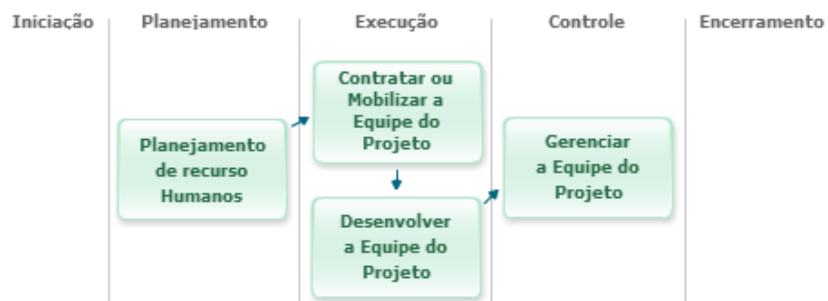 Iniciação
Planejamento
Execução
Controle
Encerramento
Planejamento
de recurso
Humanos
Contratar ou
Mobilizar a
Equipe do
Projeto
Desenvolver
a Equipe do
Projeto
Gerenciar
a Equipe do
Projeto